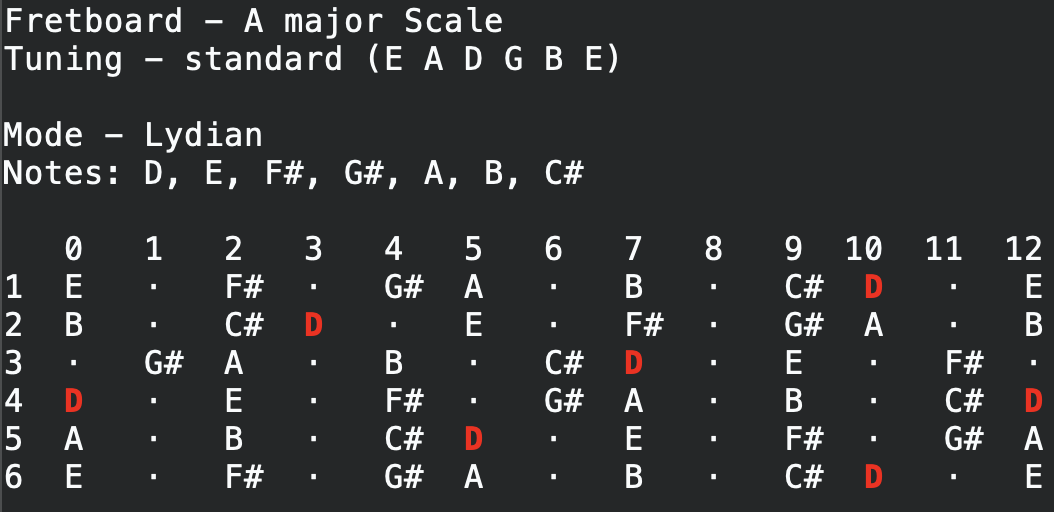 Fretboard - A major Scale
Tuning - standard (E A D G B E)

Mode - Lydian
Notes: D, E, F#, G#, A, B, C#

   0   1   2   3   4   5   6   7   8   9  10  11  12
1  E   ·   F#  ·   G#  A   ·   B   ·   C# D   ·   E
2  B   ·   C#  D   ·   E   ·   F#  ·   G# A   ·   B
3  ·   G#  A   ·   B   ·   C#  D   ·   E  ·   F#  ·
4  D   ·   E   ·   F#  ·   G#  A   ·   B  ·   C#  D
5  A   ·   B   ·   C#  D   ·   E   ·   F# ·   G#  A
6  E   ·   F#  ·   G#  A   ·   B   ·   C# D   ·   E